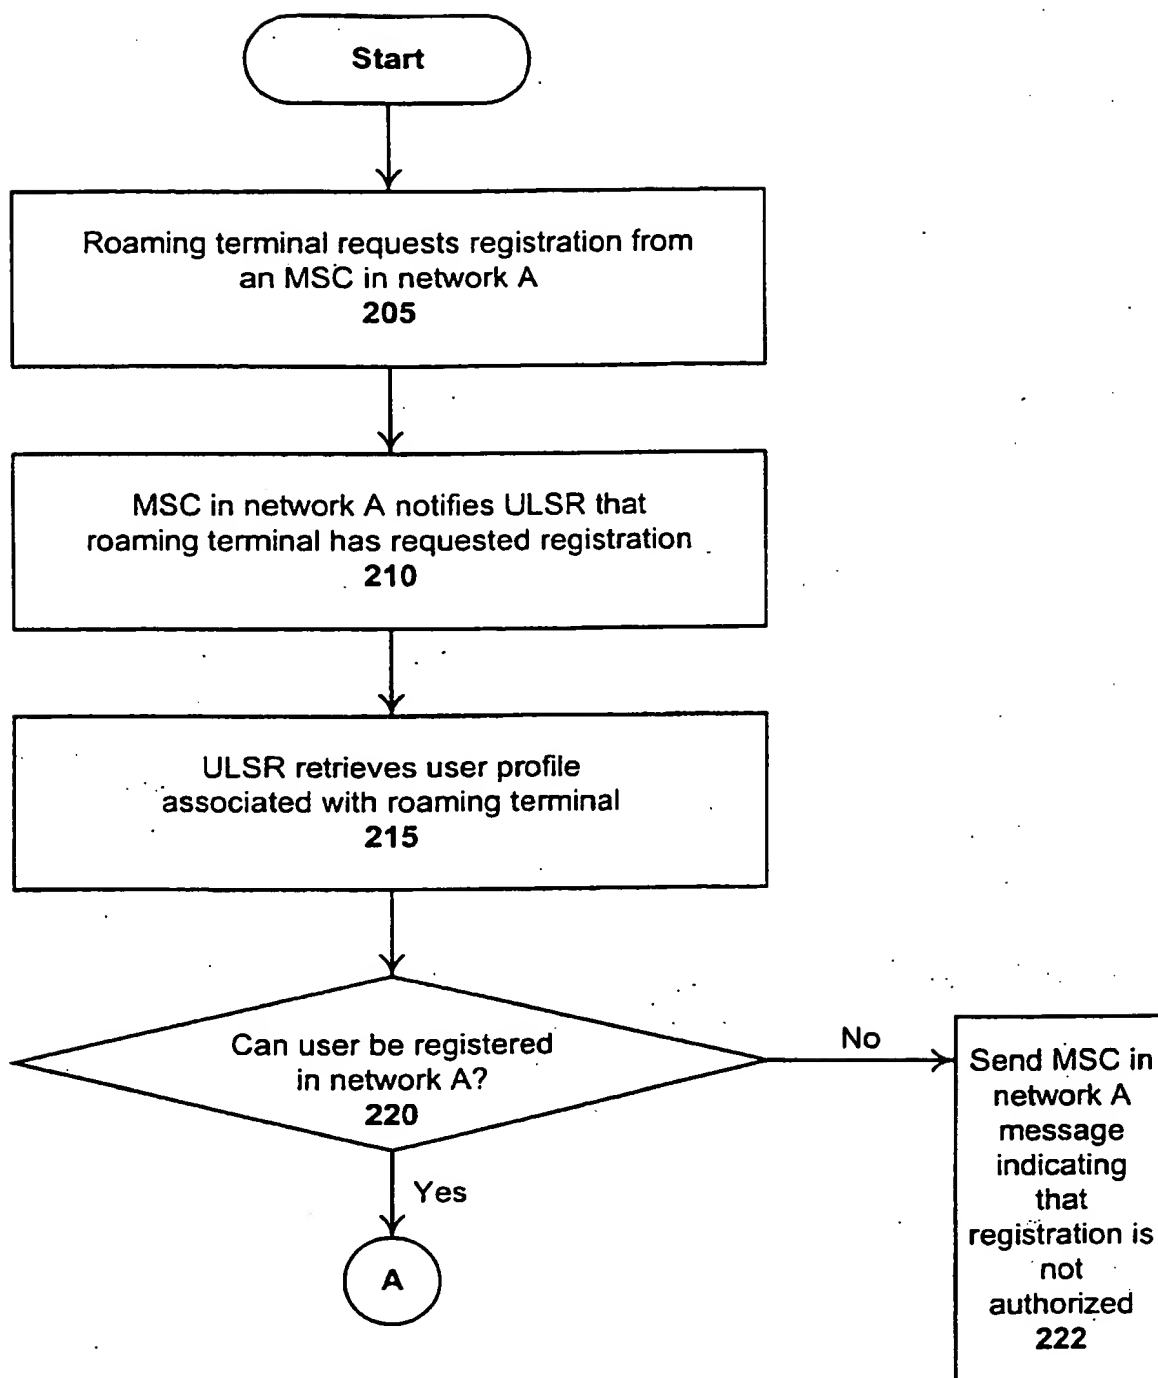 Start
Roaming terminal requests registration from
an MSC in network A
205
MSC in network A notifies ULSR that
roaming terminal has requested registration
210
ULSR retrieves user profile
associated with roaming terminal
215
Can user be registered
in network A?
220
No
Send MSC in
network A
message
indicating
that
registration is
not
authorized
222
Yes
A